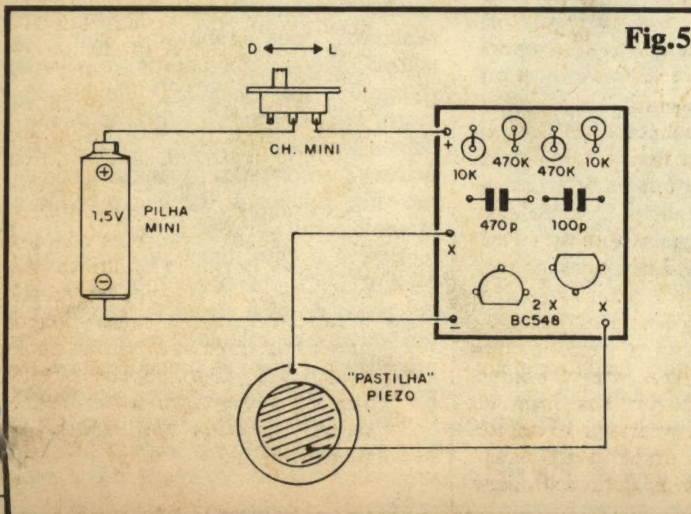 Fig.5
D L
CH. MINI
+
1,5V
-
PILHA
MINI
+
10K
470K
470K
10K
470p
100p
X
2 X
BC548
X
-
"PASTILHA"
PIEZO